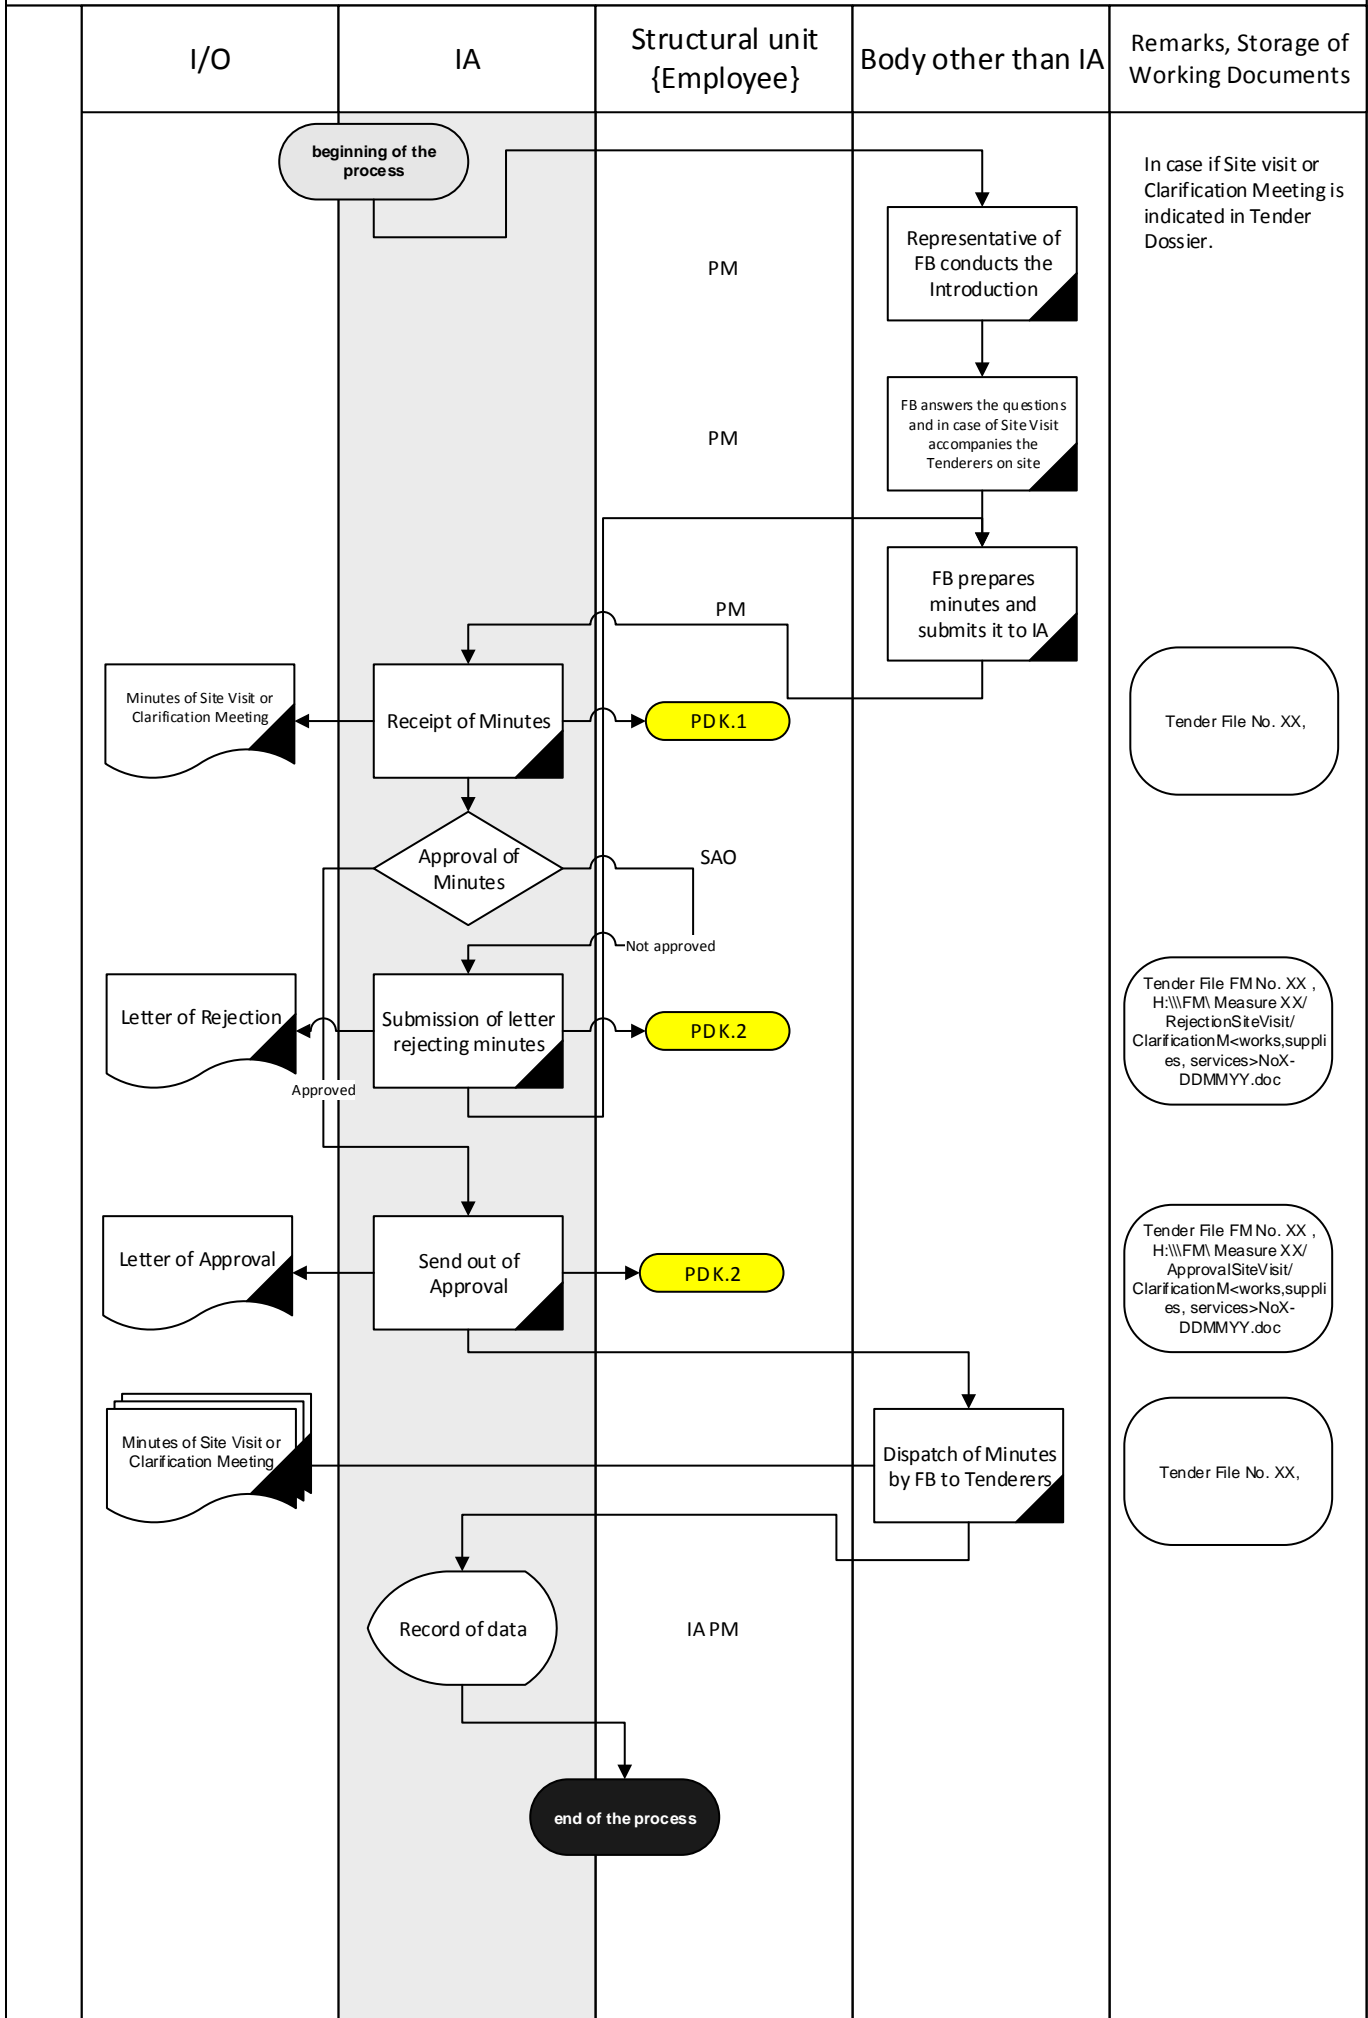 I/O
IA
Structural unit
{Employee}
Body other than IA
Remarks, Storage of
Working Documents
beginning of the
process
In case if Site visit or
Clarification Meeting is
indicated in Tender
Dossier.
Representative of
FB conducts the
Introduction
PM
FB answers the questions
and in case of Site Visit
accompanies the
Tenderers on site
PM
FB prepares
minutes and
submits it to IA
PM
Minutes of Site Visit or
Clarification Meeting
Receipt of Minutes
PDK.1
Tender File No. XX,
Approval of
Minutes
SAO
Not approved
Letter of Rejection
Submission of letter
rejecting minutes
PDK.2
Tender File FM No. XX ,
H:\\\FM\ Measure XX/
RejectionSiteVisit/
ClarificationM<works,suppli
es, services>NoX-
DDMMYY.doc
Approved
Letter of Approval
Send out of
Approval
PDK.2
Tender File FM No. XX ,
H:\\\FM\ Measure XX/
ApprovalSiteVisit/
ClarificationM<works,suppli
es, services>NoX-
DDMMYY.doc
Minutes of Site Visit or
Clarification Meeting
Dispatch of Minutes
by FB to Tenderers
Tender File No. XX,
Record of data
IA PM
end of the process